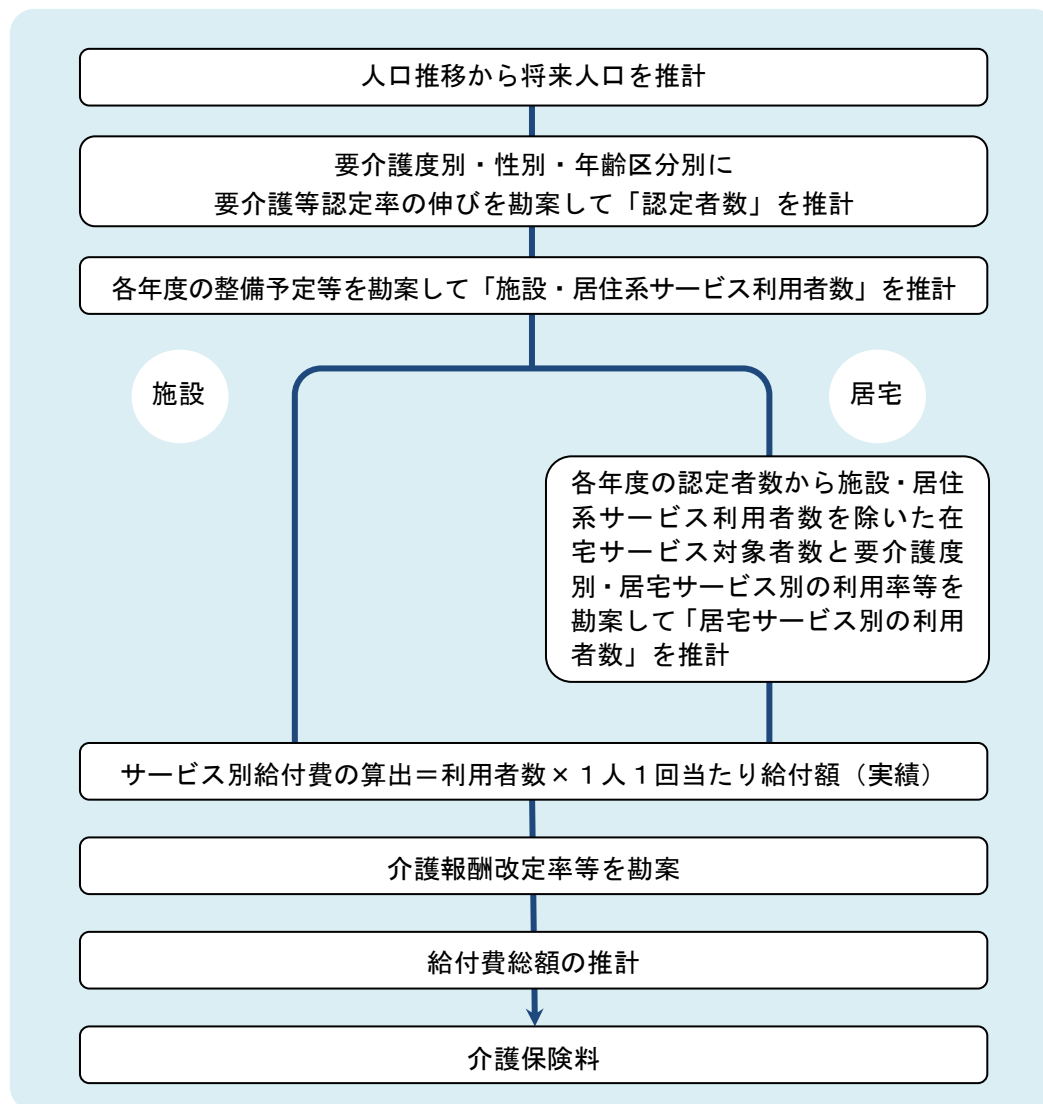 人口推移から将来人口を推計
要介護度別・性別・年齢区分別に
要介護等認定率の伸びを勘案して「認定者数」を推計
各年度の整備予定等を勘案して「施設・居住系サービス利用者数」を推計
施設
居宅
各年度の認定者数から施設・居住
系サービス利用者数を除いた在
宅サービス対象者数と要介護度
別・居宅サービス別の利用率等を
勘案して「居宅サービス別の利用
者数」を推計
サービス別給付費の算出＝利用者数×１人１回当たり給付額（実績）
介護報酬改定率等を勘案
給付費総額の推計
介護保険料